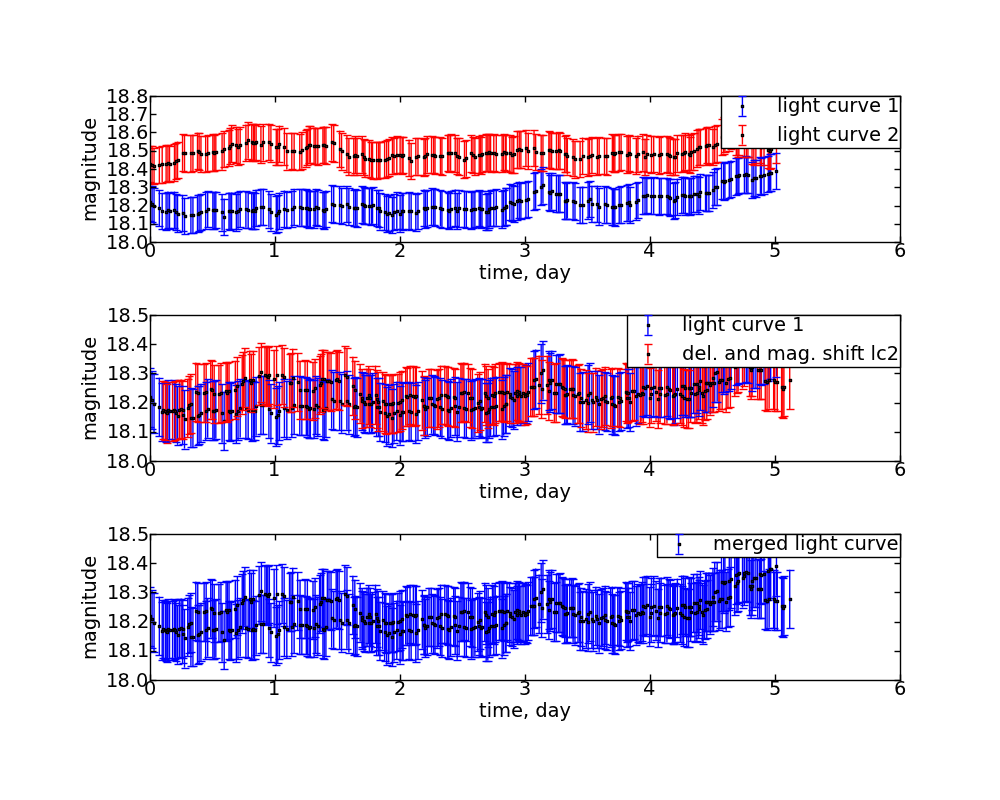 18.8
18.7
18.6
18.5
18.4
18.3
18.2
18.1
18.0
magnitude
light curve 1
light curve 2
0 1 2 3 4 5 6
time, day
18.5
18.4
18.3
18.2
18.1
18.0
magnitude
light curve 1
del. and mag. shift lc2
0 1 2 3 4 5 6
time, day
18.5
18.4
18.3
18.2
18.1
18.0
magnitude
merged light curve
0 1 2 3 4 5 6
time, day